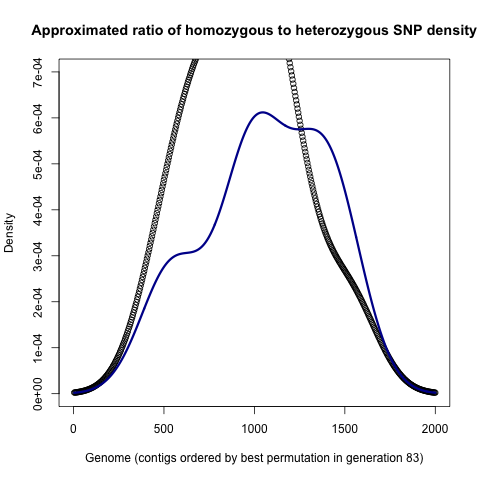 Approximated ratio of homozygous to heterozygous SNP density
7e-04
6e-04
5e-04
4e-04
3e-04
2e-04
1e-04
0e+00
Density
0 500 1000 1500 2000
Genome (contigs ordered by best permutation in generation 83)